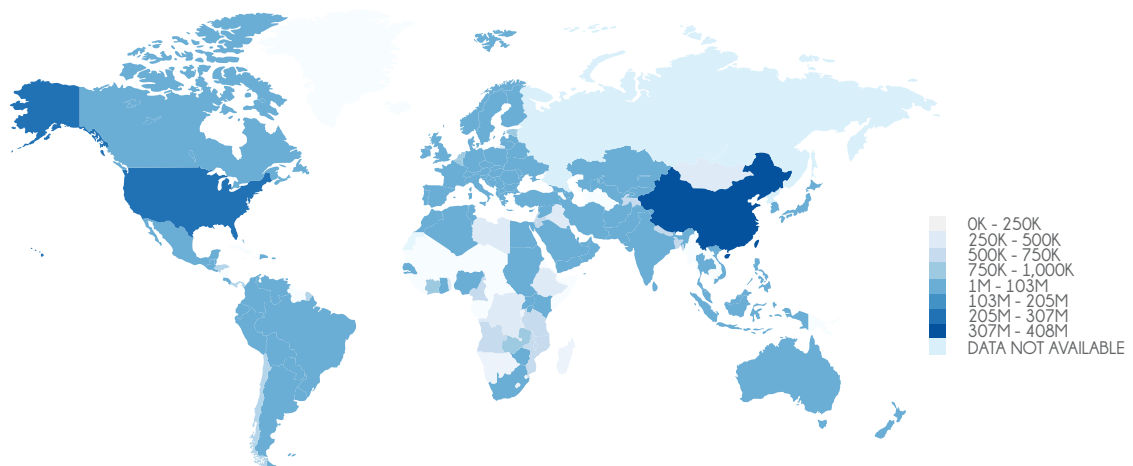 0K - 250K
250K - 500K
500K - 750K
750K - 1,000K
1M - 103M
103M - 205M
205M - 307M
307M - 408M
DATA NOT AVAILABLE